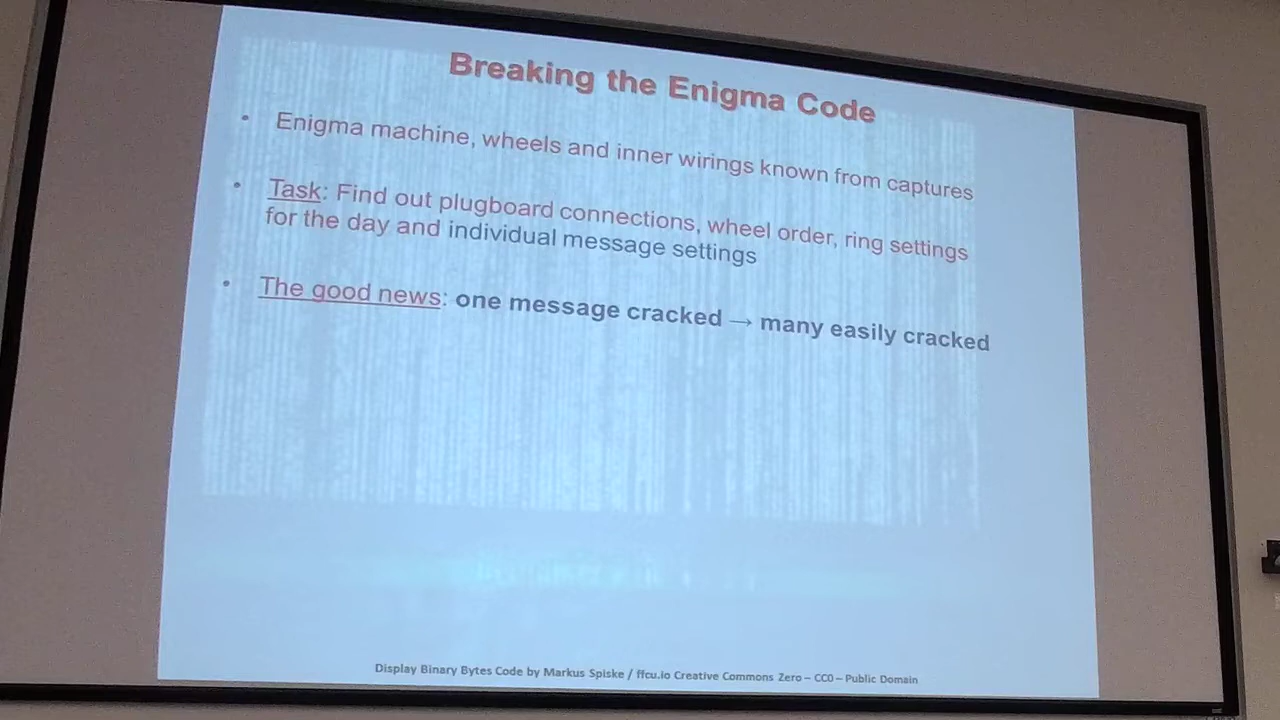 Breaking the Enigma Code
• Enigma machine, wheels and inner wirings known from captures
• Task: Find out plugboard connections, wheel order, ring settings
for the day and individual message settings
• The good news: one message cracked → many easily cracked
Display Binary Bytes Code by Markus Spiske / ffcu.io Creative Commons Zero – CC0 – Public Domain